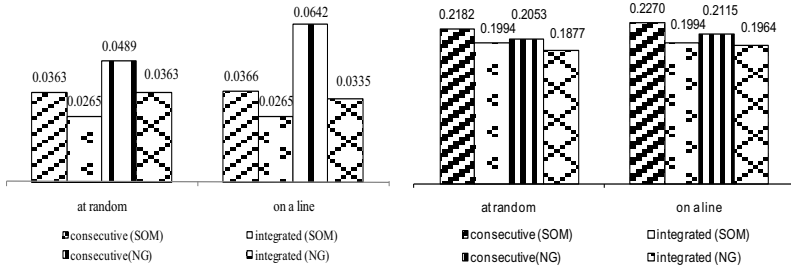 0.0363
0.0265
0.0489
0.0363
0.0366
0.0265
0.0642
0.0335
at random
on a line
consecutive (SOM)
integrated (SOM)
consecutive(NG)
integrated (NG)
0.2182
0.1994
0.2053
0.1877
0.2270
0.1994
0.2115
0.1964
at random
on a line
consecutive (SOM)
integrated (SOM)
consecutive(NG)
integrated (NG)